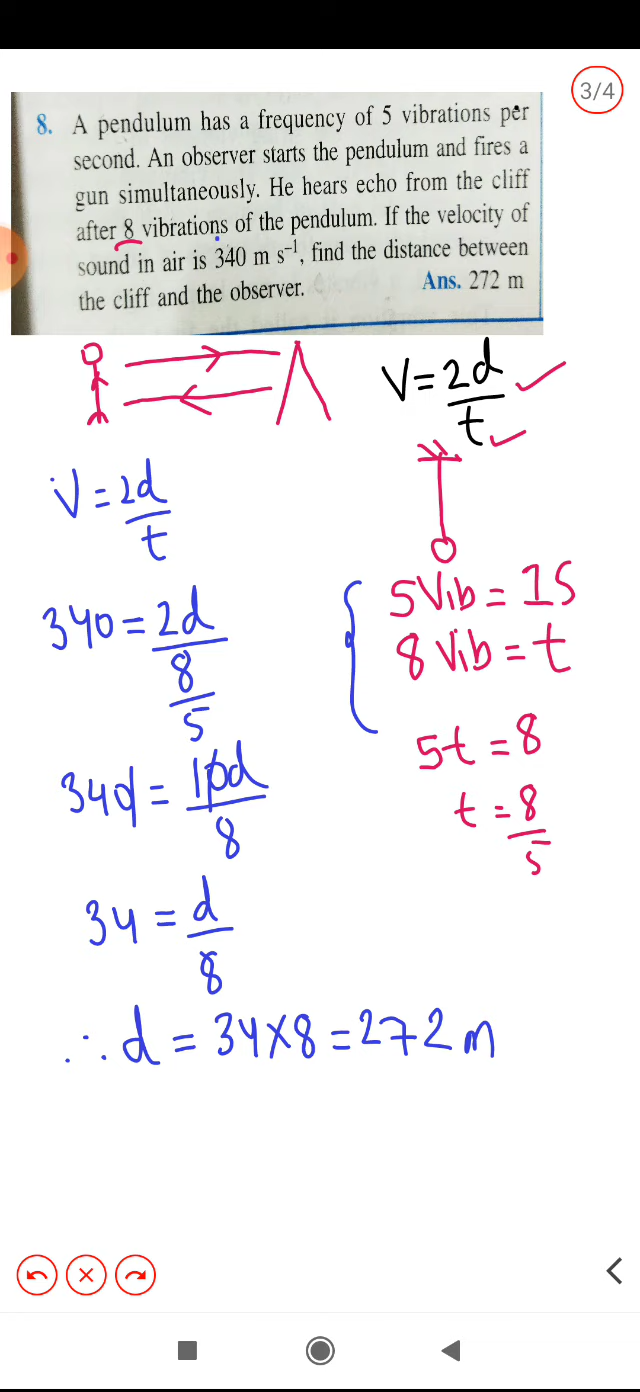 3/4
8. A pendulum has a frequency of 5 vibrations per
second. An observer starts the pendulum and fires a
gun simultaneously. He hears echo from the cliff
after 8 vibrations of the pendulum. If the velocity of
sound in air is 340 m s⁻¹, find the distance between
the cliff and the observer. Ans. 272 m
V=2d/t
V=2d/t
340=2d/(8/5)
340=10d/8
34=d/8
∴d=34×8=272m
5Vib=1S
8Vib=t
5t=8
t=8/5